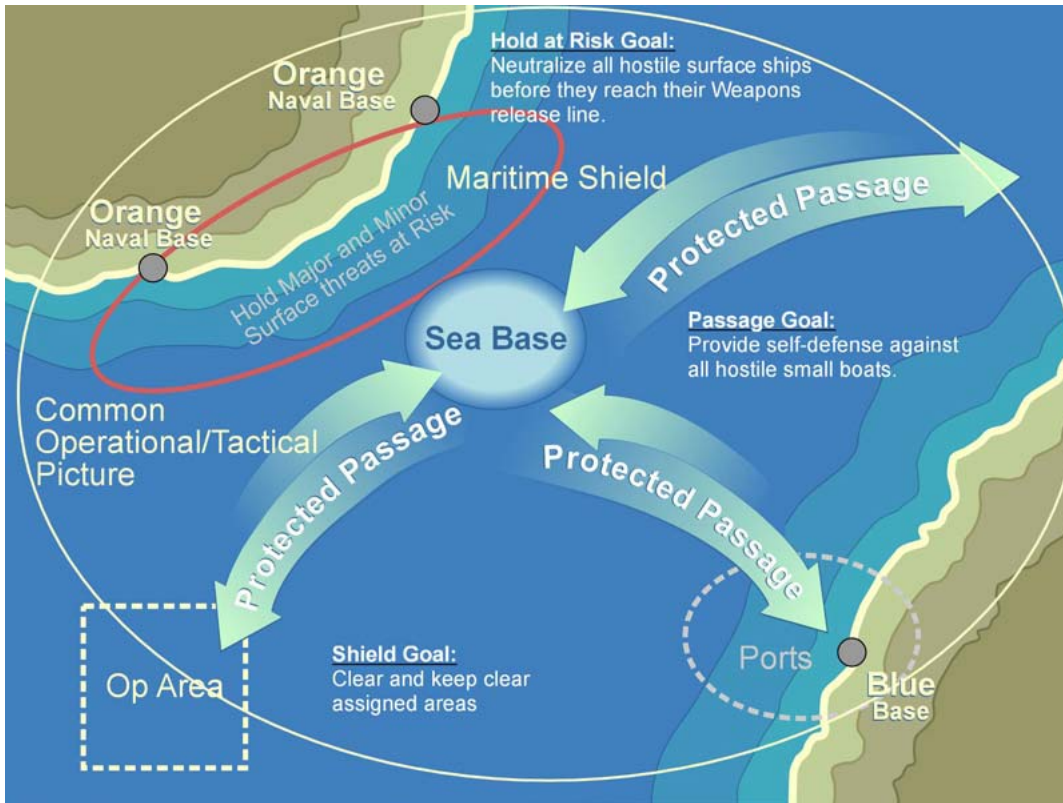 Hold at Risk Goal:
Neutralize all hostile surface ships
before they reach their Weapons
release line.
Orange
Naval Base
Orange
Naval Base
Maritime Shield
Protected Passage
Hold Major and Minor
Surface threats at Risk
Sea Base
Passage Goal:
Provide self-defense against
all hostile small boats.
Common
Operational/Tactical
Picture
Protected Passage
Protected Passage
Shield Goal:
Clear and keep clear
assigned areas
Op Area
Ports
Blue
Base